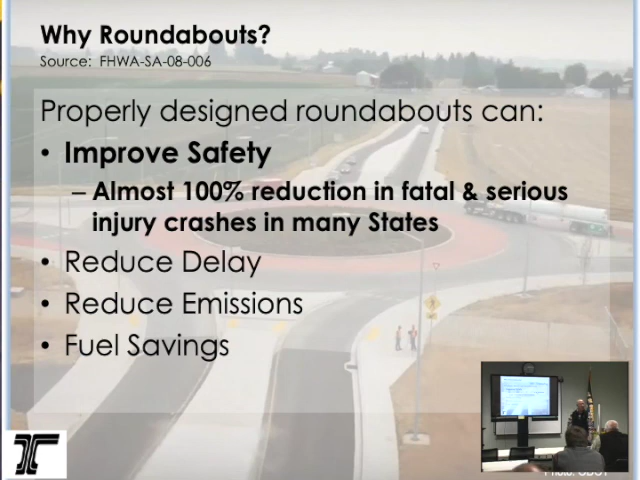 Why Roundabouts?
Source: FHWA-SA-08-006
Properly designed roundabouts can:
• Improve Safety
– Almost 100% reduction in fatal & serious
injury crashes in many States
• Reduce Delay
• Reduce Emissions
• Fuel Savings